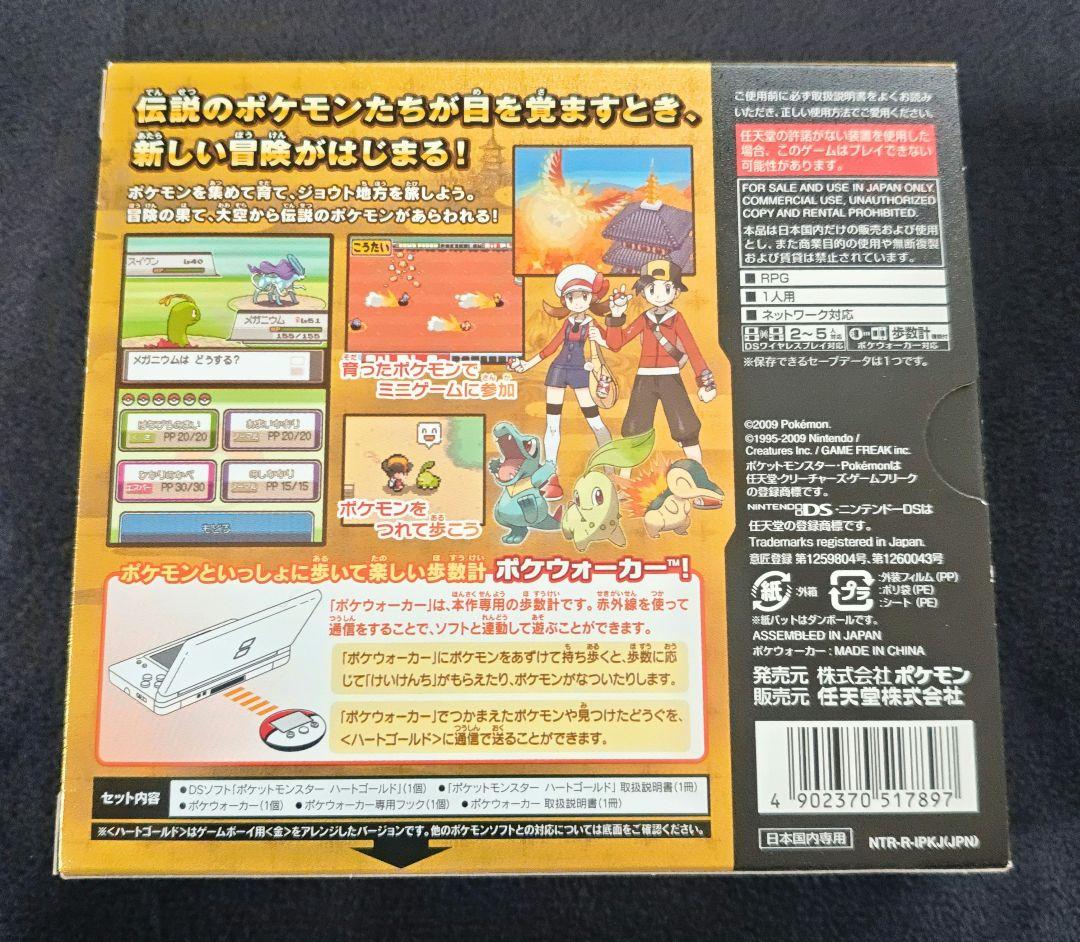 伝説のポケモンたちが目を覚ますとき、
新しい冒険がはじまる!
ポケモンを集めて育て、ジョウト地方を旅しよう。
冒険の果て、大空から伝説のポケモンがあらわれる!
スイクン Lv40
メガニウム Lv51
HP
155/155
メガニウムは どうする?
PP 20/20
PP 20/20
ひかりのかべ
エスパー PP 30/30
のしかかり
ノーマル PP 15/15
もどる
こうたい
育ったポケモンで
ミニゲームに参加
ポケモンを
つれて歩こう
ポケモンといっしょに歩いて楽しい歩数計 ポケウォーカー™!
「ポケウォーカー」は、本作専用の歩数計です。赤外線を使って
通信をすることで、ソフトと連動して遊ぶことができます。
「ポケウォーカー」にポケモンをあずけて持ち歩くと、歩数に応
じて「けいけんち」がもらえたり、ポケモンがなついたりします。
「ポケウォーカー」でつかまえたポケモンや見つけたどうぐを、
<ハートゴールド>に通信で送ることができます。
セット内容
●DSソフト「ポケットモンスター ハートゴールド」(1個) ●「ポケットモンスター ハートゴールド」 取扱説明書(1冊)
●ポケウォーカー(1個) ●ポケウォーカー専用フック(1個) ●ポケウォーカー 取扱説明書(1冊)
※<ハートゴールド>はゲームボーイ用<金>をアレンジしたバージョンです。他のポケモンソフトとの対応については底面をご確認ください。
ご使用前に必ず取扱説明書をよくお読み
いただき、正しい使用方法でご愛用ください。
任天堂の許諾がない装置を使用した
場合、このゲームはプレイできない
可能性があります。
FOR SALE AND USE IN JAPAN ONLY.
COMMERCIAL USE, UNAUTHORIZED
COPY AND RENTAL PROHIBITED.
本品は日本国内だけの販売および使用
とし、また商業目的の使用や無断複製
および賃貸は禁止されています。
■ RPG
■ 1人用
■ ネットワーク対応
2~5人対応
DSワイヤレスプレイ対応
歩数計機能付
ポケウォーカー対応
※保存できるセーブデータは1つです。
©2009 Pokémon.
©1995-2009 Nintendo /
Creatures Inc. / GAME FREAK inc.
ポケットモンスター・Pokémonは
任天堂・クリーチャーズ・ゲームフリーク
の登録商標です。
NINTENDO DS・ニンテンドーDSは
任天堂の登録商標です。
Trademarks registered in Japan.
意匠登録 第1259804号、第1260043号
紙 :外箱
プラ :外装フィルム (PP)
:ポリ袋 (PE)
:シート (PE)
※紙パットはダンボールです。
ASSEMBLED IN JAPAN
ポケウォーカー : MADE IN CHINA
発売元 株式会社ポケモン
販売元 任天堂株式会社
4 902370 517897
日本国内専用
NTR-R-IPKJ(JPN)